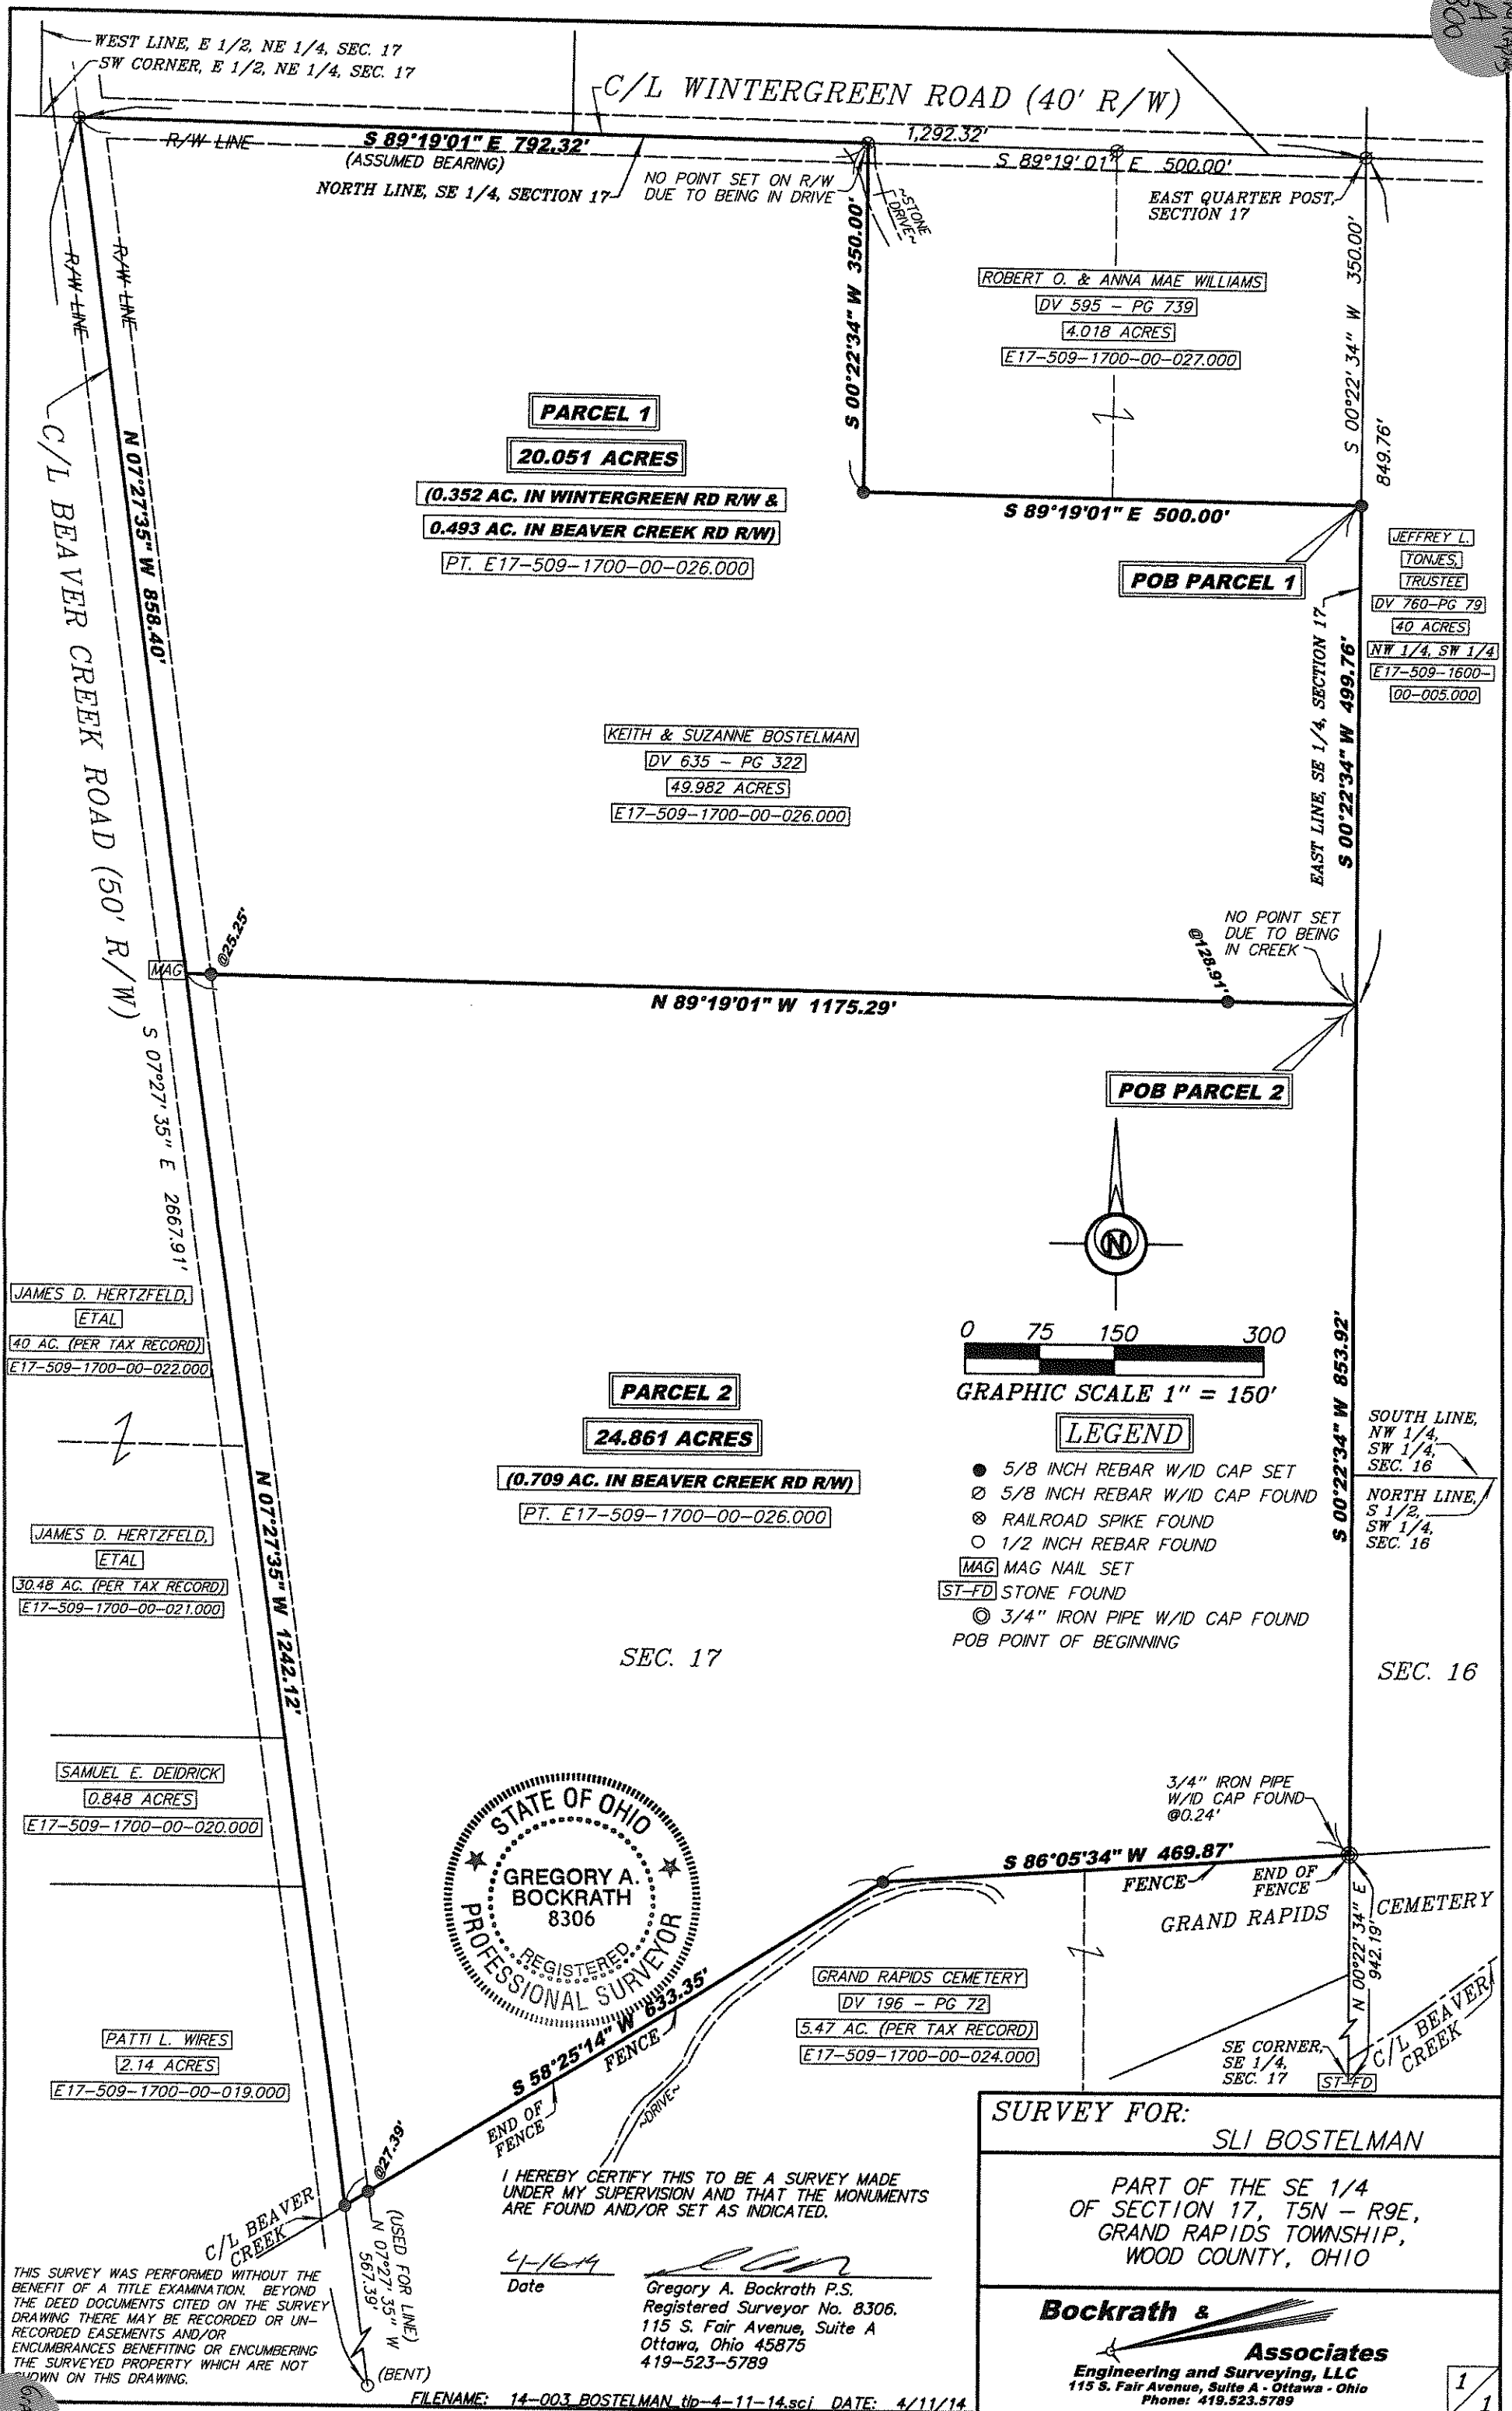 WEST LINE, E 1/2, NE 1/4, SEC. 17
SW CORNER, E 1/2, NE 1/4, SEC. 17
C/L WINTERGREEN ROAD (40' R/W)
R/W LINE
S 89°19'01" E 792.32'
(ASSUMED BEARING)
NORTH LINE, SE 1/4, SECTION 17
1,292.32'
S 89°19'01" E 500.00'
NO POINT SET ON R/W
DUE TO BEING IN DRIVE
~STONE
DRIVE~
EAST QUARTER POST,
SECTION 17
R/W LINE
R/W LINE
S 00°22'34" W 350.00'
ROBERT O. & ANNA MAE WILLIAMS
DV 595 - PG 739
4.018 ACRES
E17-509-1700-00-027.000
S 00°22'34" W 350.00'
849.76'
PARCEL 1
20.051 ACRES
(0.352 AC. IN WINTERGREEN RD R/W &
0.493 AC. IN BEAVER CREEK RD R/W)
PT. E17-509-1700-00-026.000
S 89°19'01" E 500.00'
POB PARCEL 1
JEFFREY L.
TONJES,
TRUSTEE
DV 760-PG 79
40 ACRES
NW 1/4, SW 1/4
E17-509-1600-
00-005.000
C/L BEAVER CREEK ROAD (50' R/W)
N 07°27'35" W 858.40'
EAST LINE, SE 1/4, SECTION 17
S 00°22'34" W 499.76'
KEITH & SUZANNE BOSTELMAN
DV 635 - PG 322
49.982 ACRES
E17-509-1700-00-026.000
NO POINT SET
DUE TO BEING
IN CREEK
@25.25'
@128.91'
MAG
N 89°19'01" W 1175.29'
S 07°27'35" E 2667.91'
POB PARCEL 2
N
0 75 150 300
GRAPHIC SCALE 1" = 150'
LEGEND
5/8 INCH REBAR W/ID CAP SET
5/8 INCH REBAR W/ID CAP FOUND
RAILROAD SPIKE FOUND
1/2 INCH REBAR FOUND
MAG MAG NAIL SET
ST-FD STONE FOUND
3/4" IRON PIPE W/ID CAP FOUND
POB POINT OF BEGINNING
S 00°22'34" W 853.92'
SOUTH LINE,
NW 1/4,
SW 1/4,
SEC. 16
NORTH LINE,
S 1/2,
SW 1/4,
SEC. 16
JAMES D. HERTZFELD,
ETAL
40 AC. (PER TAX RECORD)
E17-509-1700-00-022.000
PARCEL 2
24.861 ACRES
(0.709 AC. IN BEAVER CREEK RD R/W)
PT. E17-509-1700-00-026.000
N 07°27'35" W 1242.12'
JAMES D. HERTZFELD,
ETAL
30.48 AC. (PER TAX RECORD)
E17-509-1700-00-021.000
SEC. 17
SEC. 16
SAMUEL E. DEIDRICK
0.848 ACRES
E17-509-1700-00-020.000
STATE OF OHIO
GREGORY A.
BOCKRATH
8306
REGISTERED
PROFESSIONAL SURVEYOR
3/4" IRON PIPE
W/ID CAP FOUND
@0.24'
S 86°05'34" W 469.87'
FENCE
END OF
FENCE
GRAND RAPIDS CEMETERY
N 00°22'34" E
942.19'
C/L BEAVER
CREEK
SE CORNER,
SE 1/4,
SEC. 17
ST-FD
GRAND RAPIDS CEMETERY
DV 196 - PG 72
5.47 AC. (PER TAX RECORD)
E17-509-1700-00-024.000
S 58°25'14" W 633.35'
FENCE
END OF
FENCE
~DRIVE~
PATTI L. WIRES
2.14 ACRES
E17-509-1700-00-019.000
@27.39'
C/L BEAVER
CREEK
(USED FOR LINE)
N 07°27'35" W
567.39'
(BENT)
I HEREBY CERTIFY THIS TO BE A SURVEY MADE
UNDER MY SUPERVISION AND THAT THE MONUMENTS
ARE FOUND AND/OR SET AS INDICATED.
4-16-14
Date
Gregory A. Bockrath P.S.
Registered Surveyor No. 8306.
115 S. Fair Avenue, Suite A
Ottawa, Ohio 45875
419-523-5789
THIS SURVEY WAS PERFORMED WITHOUT THE
BENEFIT OF A TITLE EXAMINATION. BEYOND
THE DEED DOCUMENTS CITED ON THE SURVEY
DRAWING THERE MAY BE RECORDED OR UN-
RECORDED EASEMENTS AND/OR
ENCUMBRANCES BENEFITING OR ENCUMBERING
THE SURVEYED PROPERTY WHICH ARE NOT
SHOWN ON THIS DRAWING.
FILENAME: 14-003_BOSTELMAN_tlp-4-11-14.sci DATE: 4/11/14
SURVEY FOR:
SLI BOSTELMAN
PART OF THE SE 1/4
OF SECTION 17, T5N - R9E,
GRAND RAPIDS TOWNSHIP,
WOOD COUNTY, OHIO
Bockrath &
Associates
Engineering and Surveying, LLC
115 S. Fair Avenue, Suite A - Ottawa - Ohio
Phone: 419.523.5789
1/1